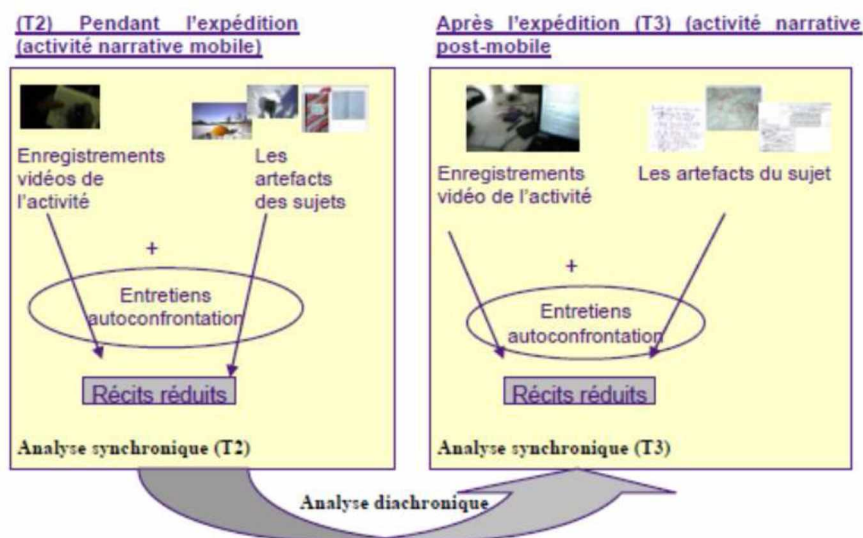 (T2) Pendant l'expédition
(activité narrative mobile)
Enregistrements
vidéos de
l'activité
Les
artefacts
des sujets
+
Entretiens
autoconfrontation
Récits réduits
Analyse synchronique (T2)
Après l'expédition (T3) (activité narrative
post-mobile
Enregistrements
vidéo de l'activité
Les artefacts du sujet
+
Entretiens
autoconfrontation
Récits réduits
Analyse synchronique (T3)
Analyse diachronique